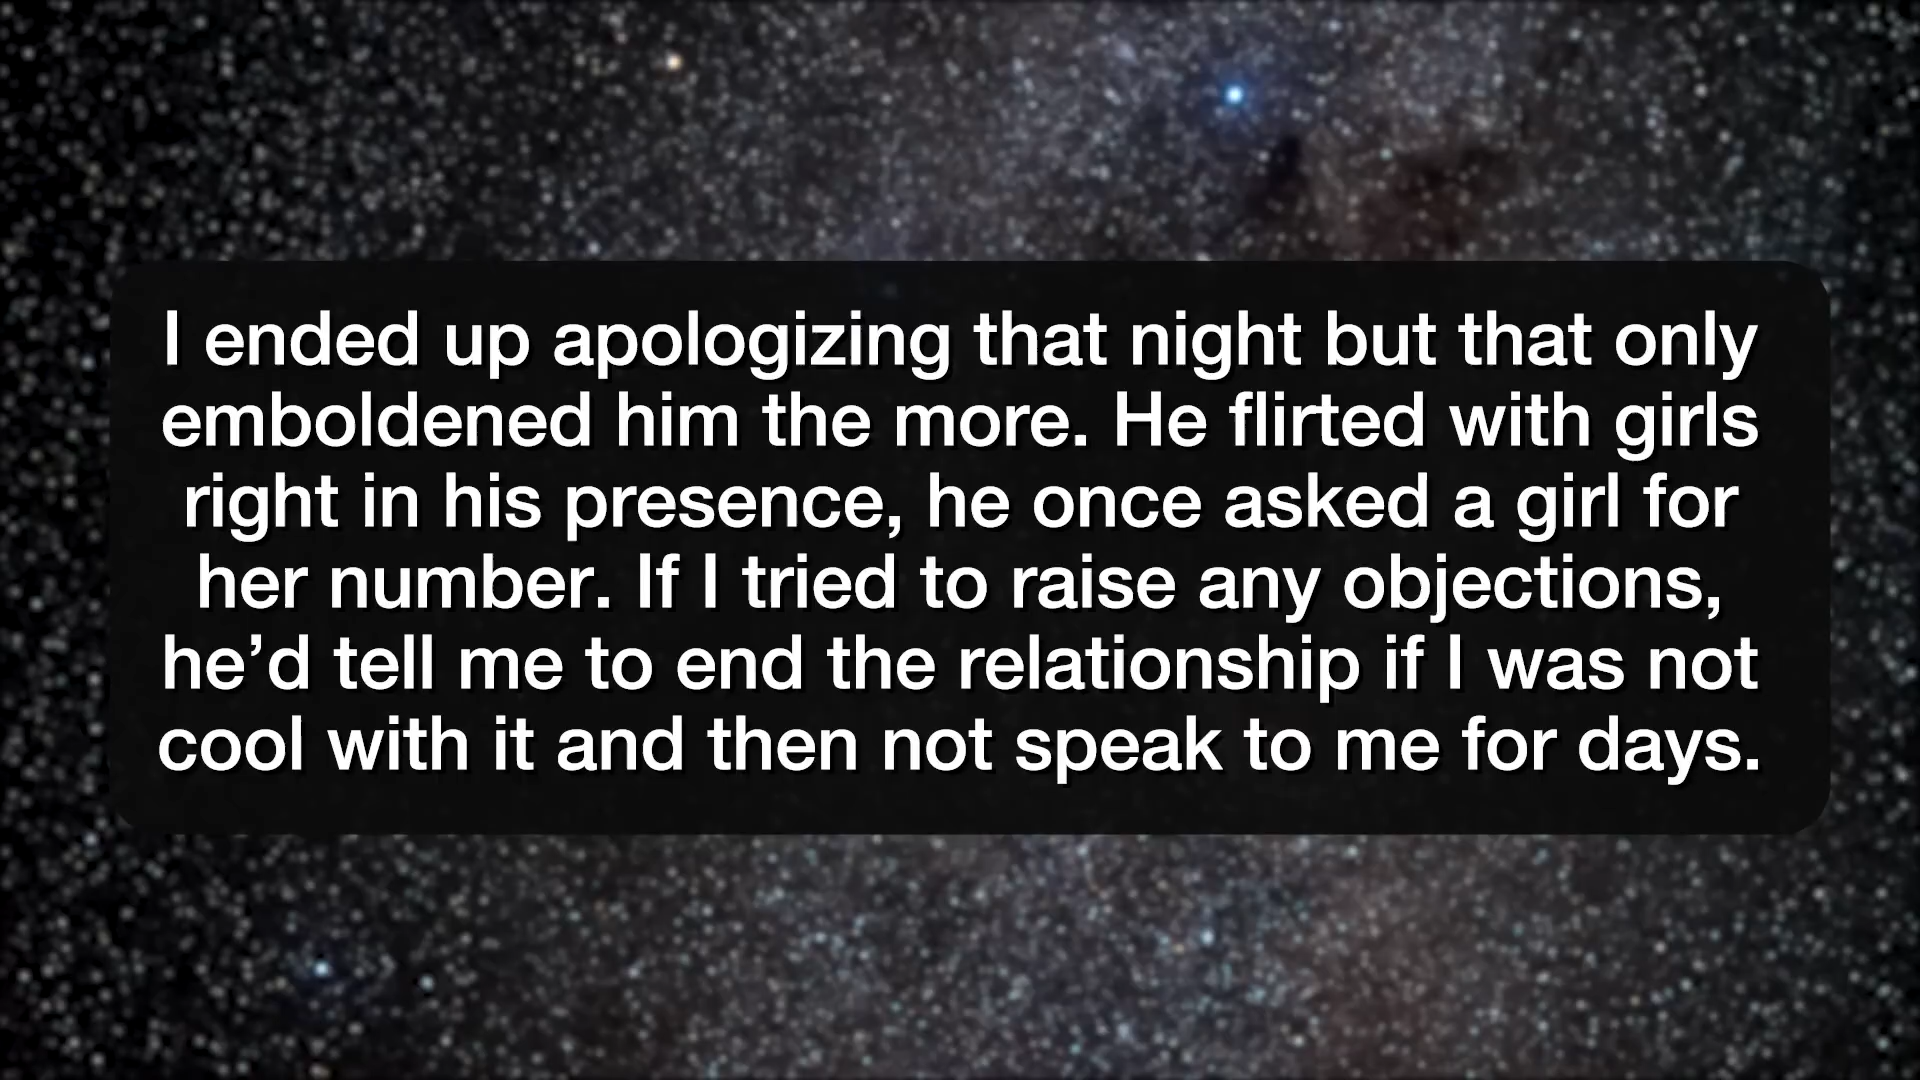 I ended up apologizing that night but that only
emboldened him the more. He flirted with girls
right in his presence, he once asked a girl for
her number. If I tried to raise any objections,
he’d tell me to end the relationship if I was not
cool with it and then not speak to me for days.